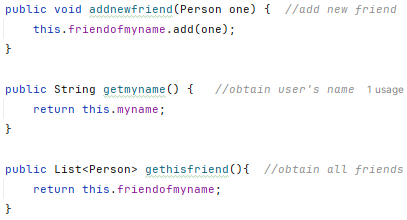 public void addnewfriend(Person one) {  //add new friend
    this.friendofmyname.add(one);
}
public String getmyname() {   //obtain user's name   1 usage
    return this.myname;
}
public List<Person> gethisfriend(){  //obtain all friends
    return this.friendofmyname;
}